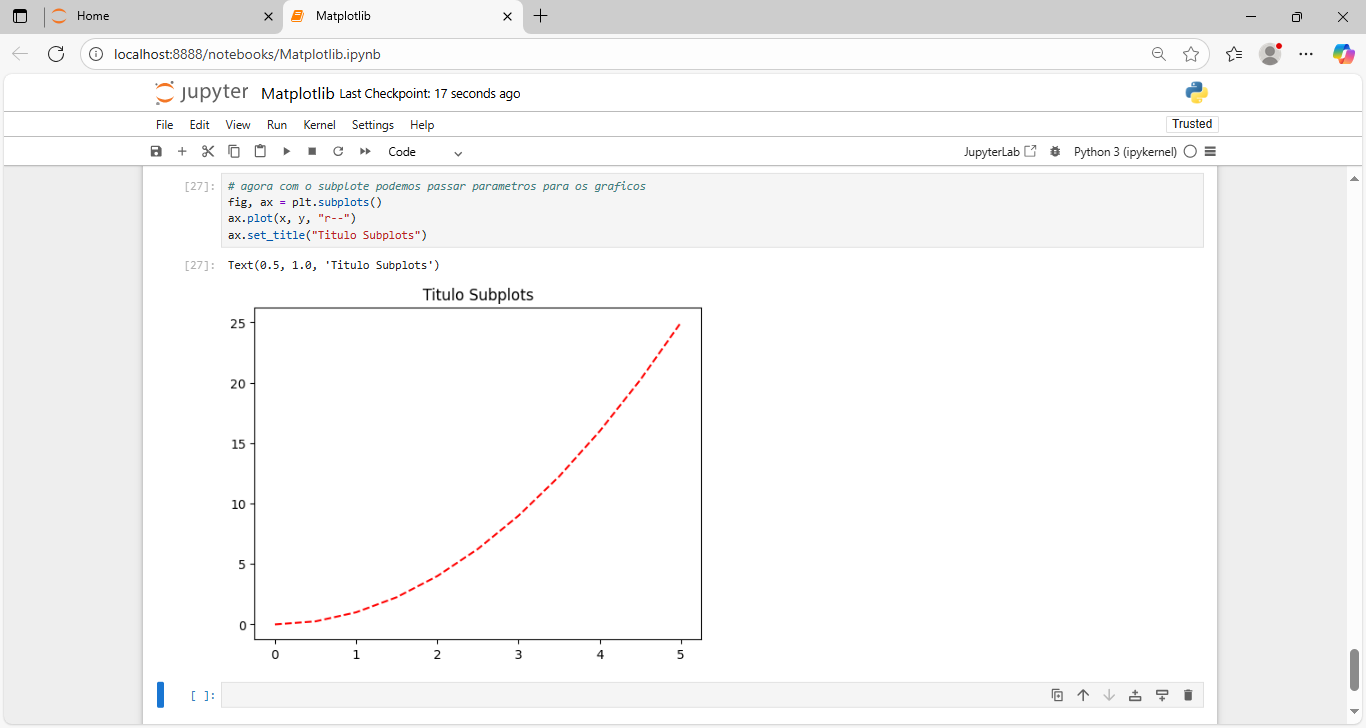 Home
Matplotlib
localhost:8888/notebooks/Matplotlib.ipynb
jupyter Matplotlib Last Checkpoint: 17 seconds ago
File Edit View Run Kernel Settings Help
Trusted
Code
JupyterLab
Python 3 (ipykernel)
[27]: # agora com o subplote podemos passar parametros para os graficos
fig, ax = plt.subplots()
ax.plot(x, y, "r--")
ax.set_title("Titulo Subplots")
[27]: Text(0.5, 1.0, 'Titulo Subplots')
Titulo Subplots
25
20
15
10
5
0
0 1 2 3 4 5
[ ]: